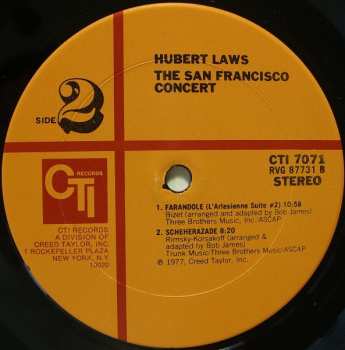 HUBERT LAWS
THE SAN FRANCISCO
CONCERT
SIDE 2
CTI 7071
RVG 87731 B
STEREO
CTI
RECORDS
CTI RECORDS
A DIVISION OF
CREED TAYLOR, INC.
1 ROCKEFELLER PLAZA
NEW YORK, N.Y.
10020
1. FARANDOLE (L'Arlesienne Suite #2) 10:58
Bizet (arranged and adapted by Bob James)
Three Brothers Music, Inc./ASCAP
2. SCHEHERAZADE 8:20
Rimsky-Korsakoff (arranged &
adapted by Bob James)
Trunk Music/Three Brothers Music/ASCAP
℗ 1977, Creed Taylor, Inc.